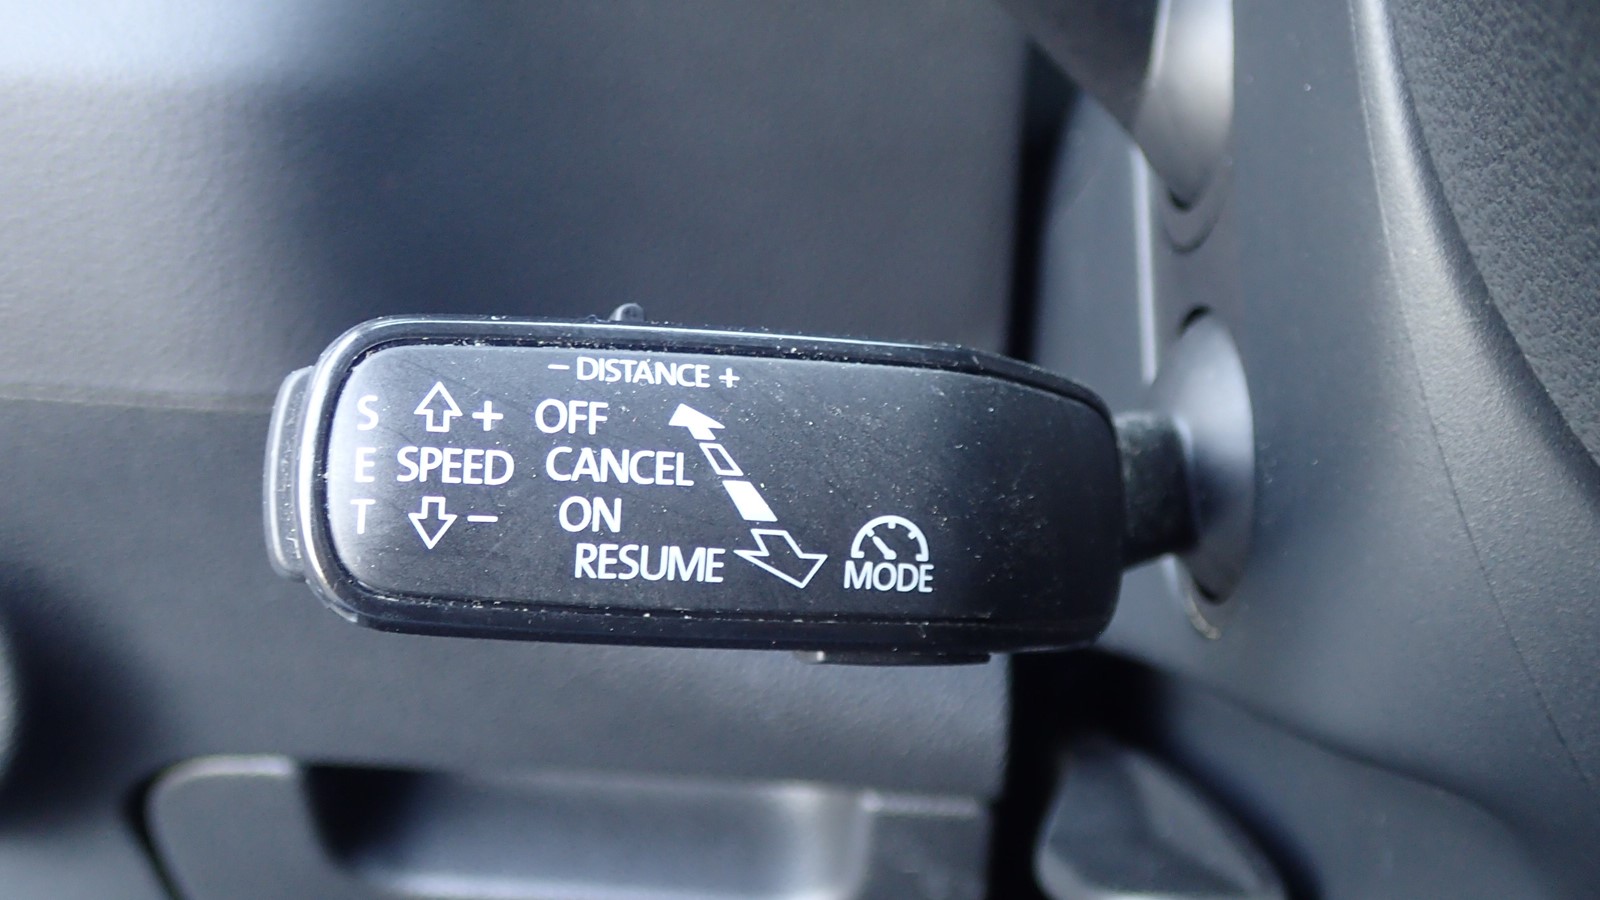 − DISTANCE +
S + OFF
E SPEED CANCEL
T − ON
RESUME
MODE